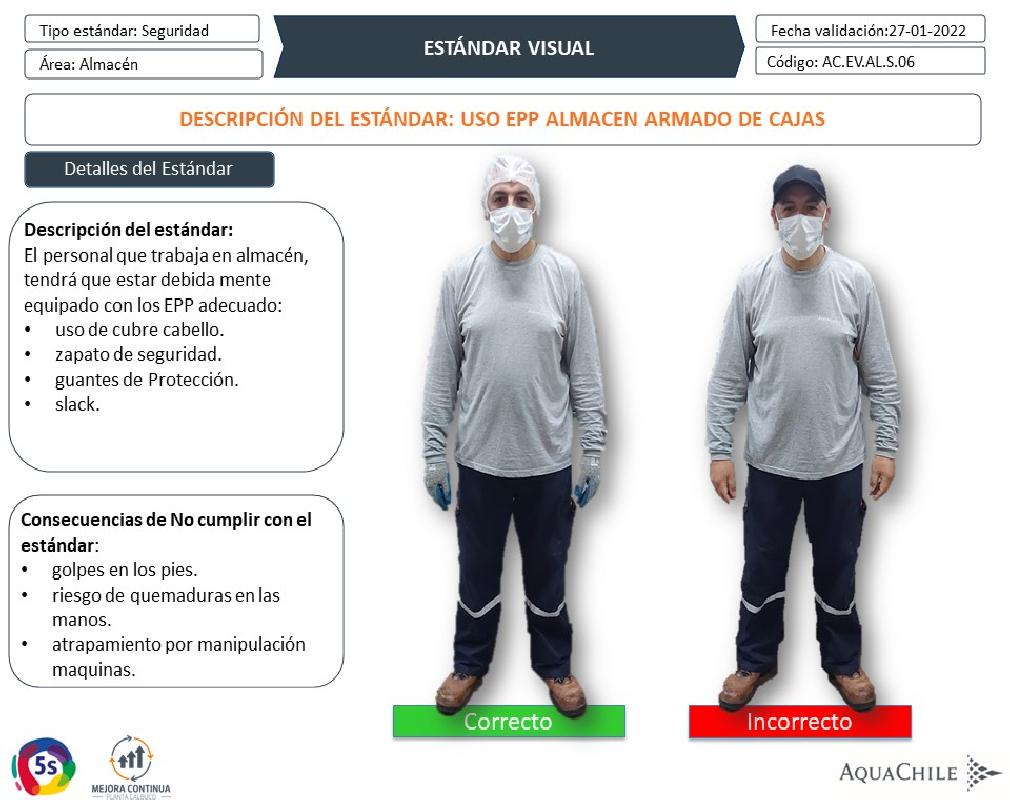 Tipo estándar: Seguridad
Área: Almacén
ESTÁNDAR VISUAL
Fecha validación:27-01-2022
Código: AC.EV.AL.S.06
DESCRIPCIÓN DEL ESTÁNDAR: USO EPP ALMACEN ARMADO DE CAJAS
Detalles del Estándar
Descripción del estándar:
El personal que trabaja en almacén,
tendrá que estar debida mente
equipado con los EPP adecuado:
• uso de cubre cabello.
• zapato de seguridad.
• guantes de Protección.
• slack.
Consecuencias de No cumplir con el
estándar:
• golpes en los pies.
• riesgo de quemaduras en las
manos.
• atrapamiento por manipulación
maquinas.
Correcto
Incorrecto
5s
MEJORA CONTINUA
PLANTA CALBUCO
AQUACHILE